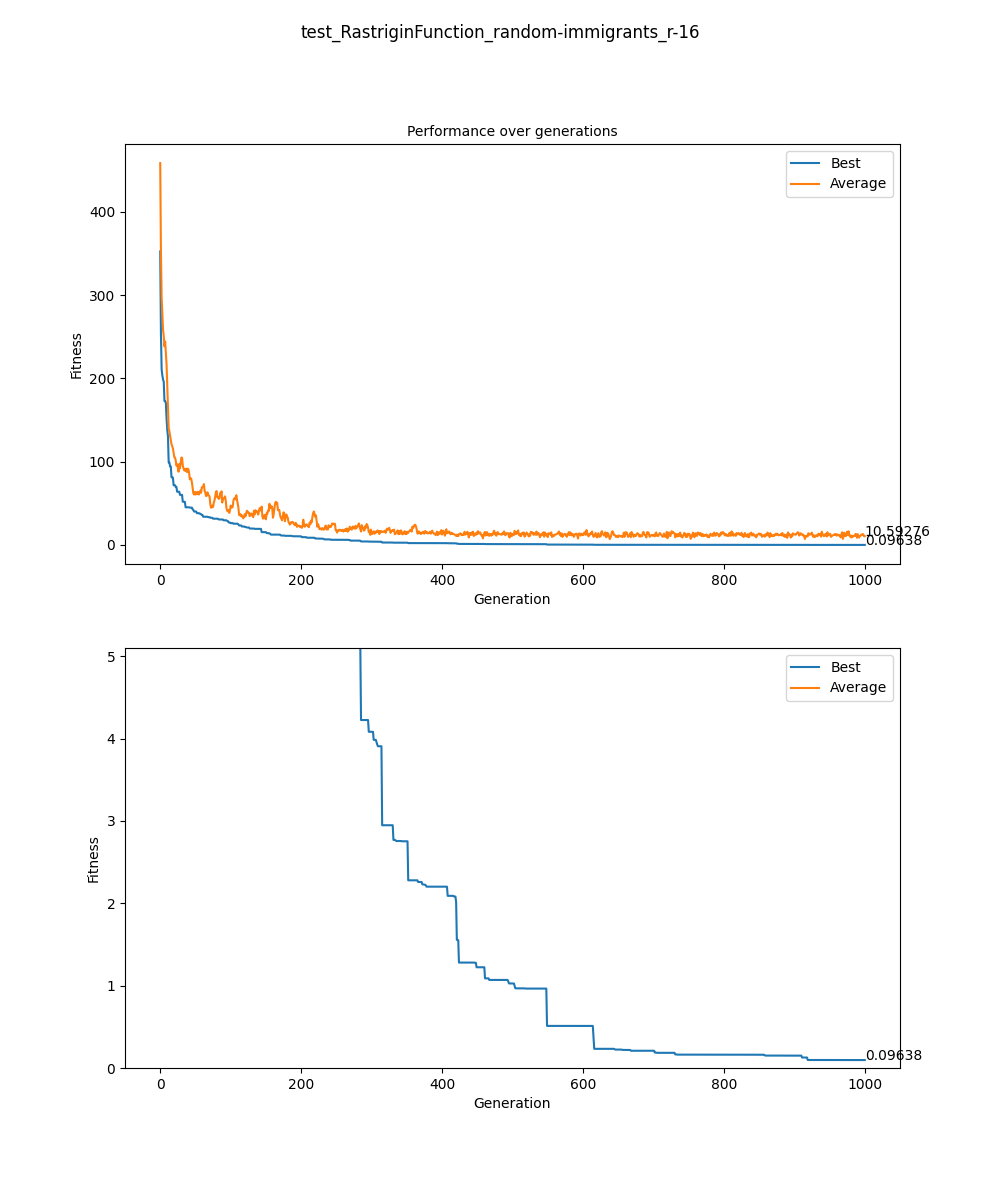 test_RastriginFunction_random-immigrants_r-16
Performance over generations
Best
Average
400
300
200
100
0
Fitness
10.59276
0.09638
0 200 400 600 800 1000
Generation
Best
Average
5
4
3
2
1
0
Fitness
0.09638
0 200 400 600 800 1000
Generation